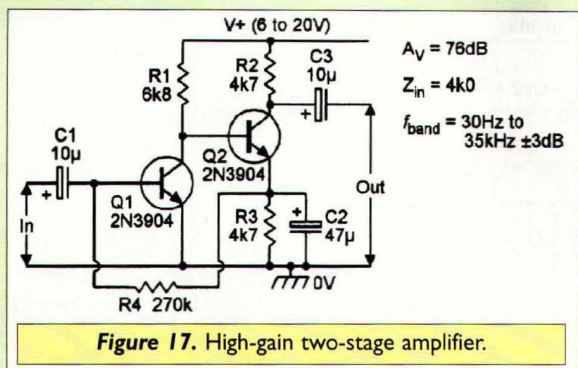 V+ (6 to 20V)
R1
6k8
R2
4k7
C3
10µ
+
A_V = 76dB
Z_in = 4k0
f_band = 30Hz to
35kHz ±3dB
C1
10µ
+
Q2
2N3904
Q1
2N3904
In
Out
R3
4k7
+
C2
47µ
0V
R4 270k
Figure 17. High-gain two-stage amplifier.